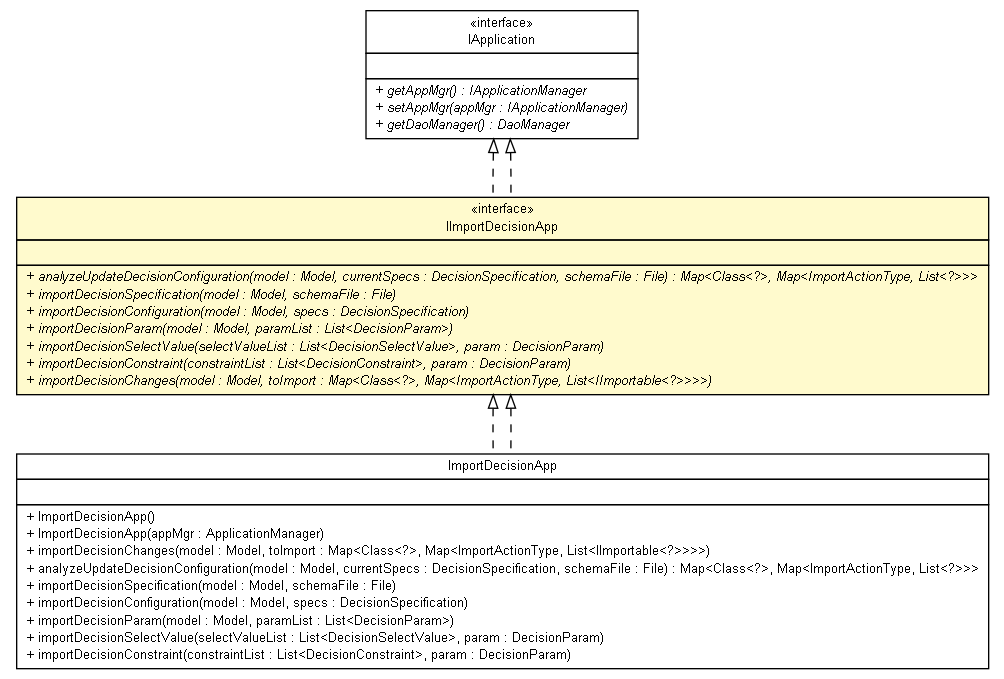 «interface»
IApplication
+ getAppMgr() : IApplicationManager
+ setAppMgr(appMgr : IApplicationManager)
+ getDaoManager() : DaoManager
«interface»
IImportDecisionApp
+ analyzeUpdateDecisionConfiguration(model : Model, currentSpecs : DecisionSpecification, schemaFile : File) : Map<Class<?>, Map<ImportActionType, List<?>>>
+ importDecisionSpecification(model : Model, schemaFile : File)
+ importDecisionConfiguration(model : Model, specs : DecisionSpecification)
+ importDecisionParam(model : Model, paramList : List<DecisionParam>)
+ importDecisionSelectValue(selectValueList : List<DecisionSelectValue>, param : DecisionParam)
+ importDecisionConstraint(constraintList : List<DecisionConstraint>, param : DecisionParam)
+ importDecisionChanges(model : Model, toImport : Map<Class<?>, Map<ImportActionType, List<IImportable<?>>>>)
ImportDecisionApp
+ ImportDecisionApp()
+ ImportDecisionApp(appMgr : ApplicationManager)
+ importDecisionChanges(model : Model, toImport : Map<Class<?>, Map<ImportActionType, List<IImportable<?>>>>)
+ analyzeUpdateDecisionConfiguration(model : Model, currentSpecs : DecisionSpecification, schemaFile : File) : Map<Class<?>, Map<ImportActionType, List<?>>>
+ importDecisionSpecification(model : Model, schemaFile : File)
+ importDecisionConfiguration(model : Model, specs : DecisionSpecification)
+ importDecisionParam(model : Model, paramList : List<DecisionParam>)
+ importDecisionSelectValue(selectValueList : List<DecisionSelectValue>, param : DecisionParam)
+ importDecisionConstraint(constraintList : List<DecisionConstraint>, param : DecisionParam)